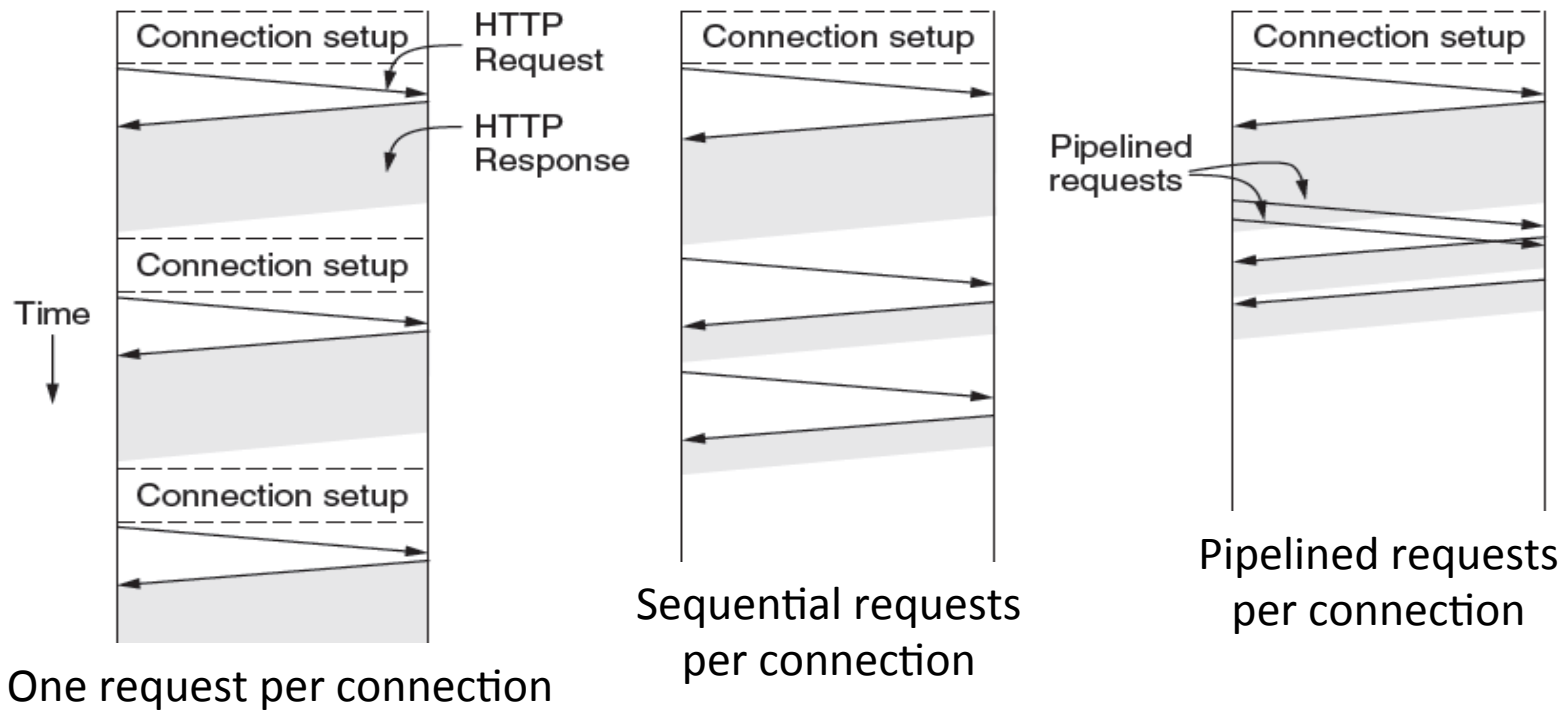 Connection setup
HTTP
Request
HTTP
Response
Connection setup
Time
Connection setup
One request per connection
Connection setup
Sequential requests
per connection
Connection setup
Pipelined
requests
Pipelined requests
per connection